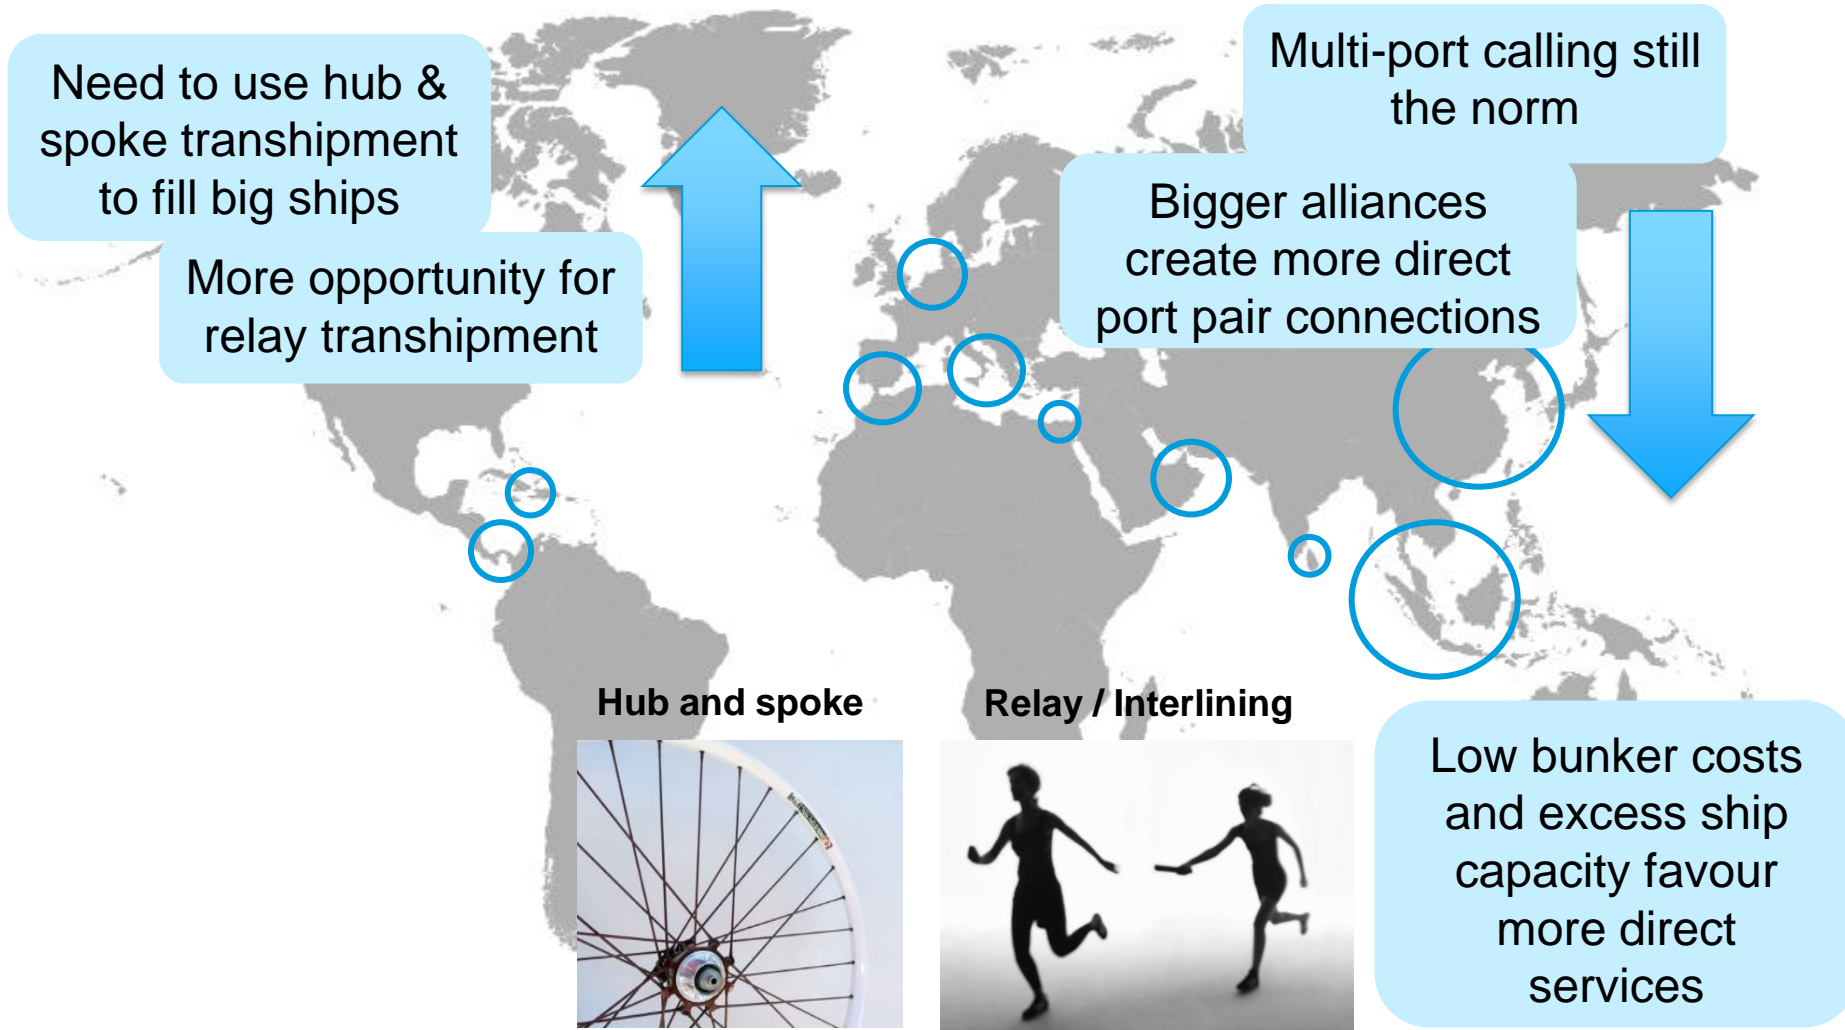 Need to use hub &
spoke transhipment
to fill big ships
More opportunity for
relay transhipment
Multi-port calling still
the norm
Bigger alliances
create more direct
port pair connections
Hub and spoke
Relay / Interlining
Low bunker costs
and excess ship
capacity favour
more direct
services